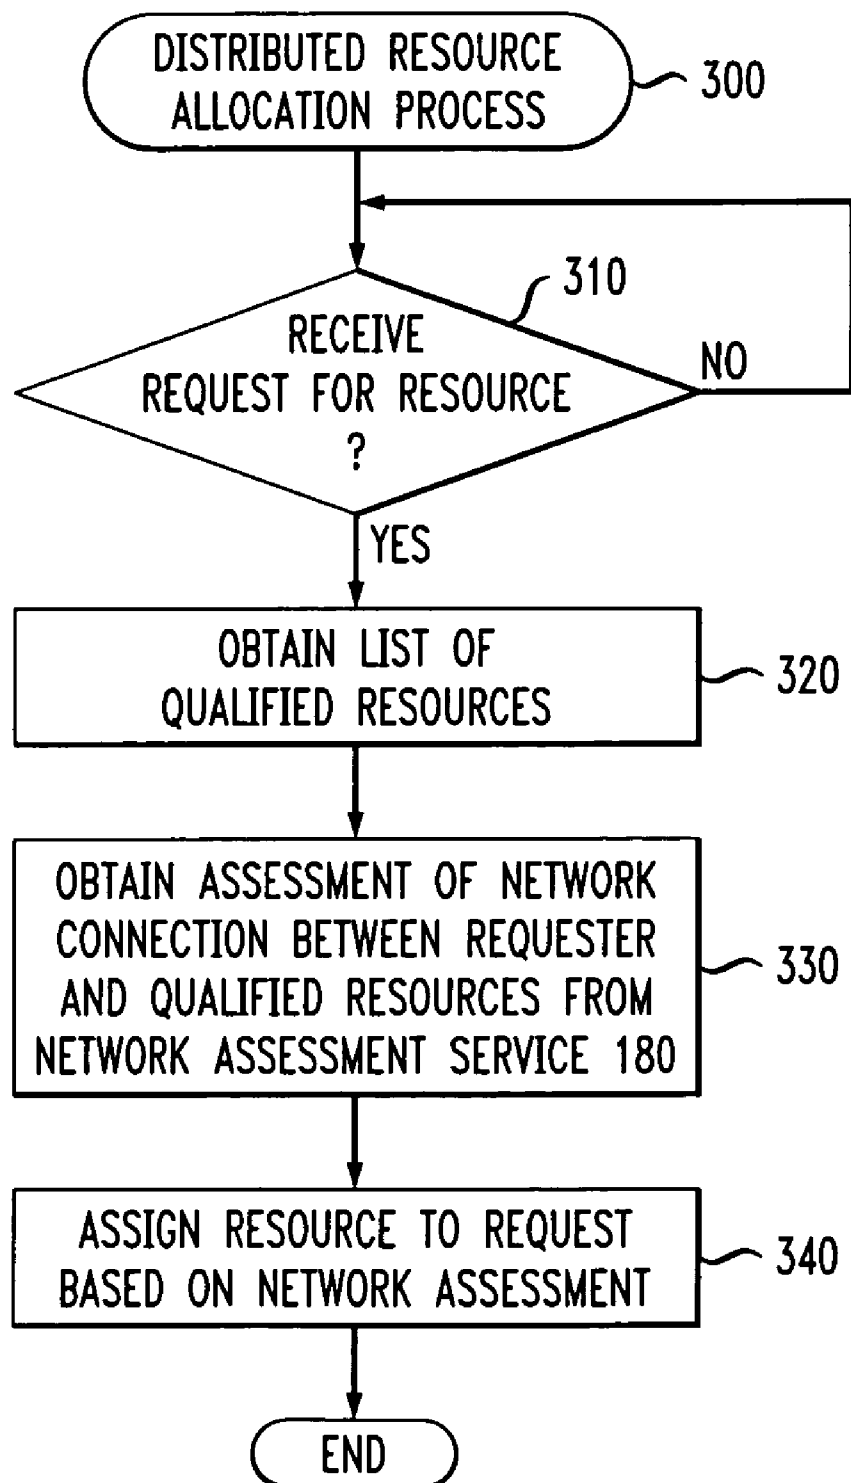 DISTRIBUTED RESOURCE
ALLOCATION PROCESS
300
310
RECEIVE
REQUEST FOR RESOURCE
?
NO
YES
OBTAIN LIST OF
QUALIFIED RESOURCES
320
OBTAIN ASSESSMENT OF NETWORK
CONNECTION BETWEEN REQUESTER
AND QUALIFIED RESOURCES FROM
NETWORK ASSESSMENT SERVICE 180
330
ASSIGN RESOURCE TO REQUEST
BASED ON NETWORK ASSESSMENT
340
END